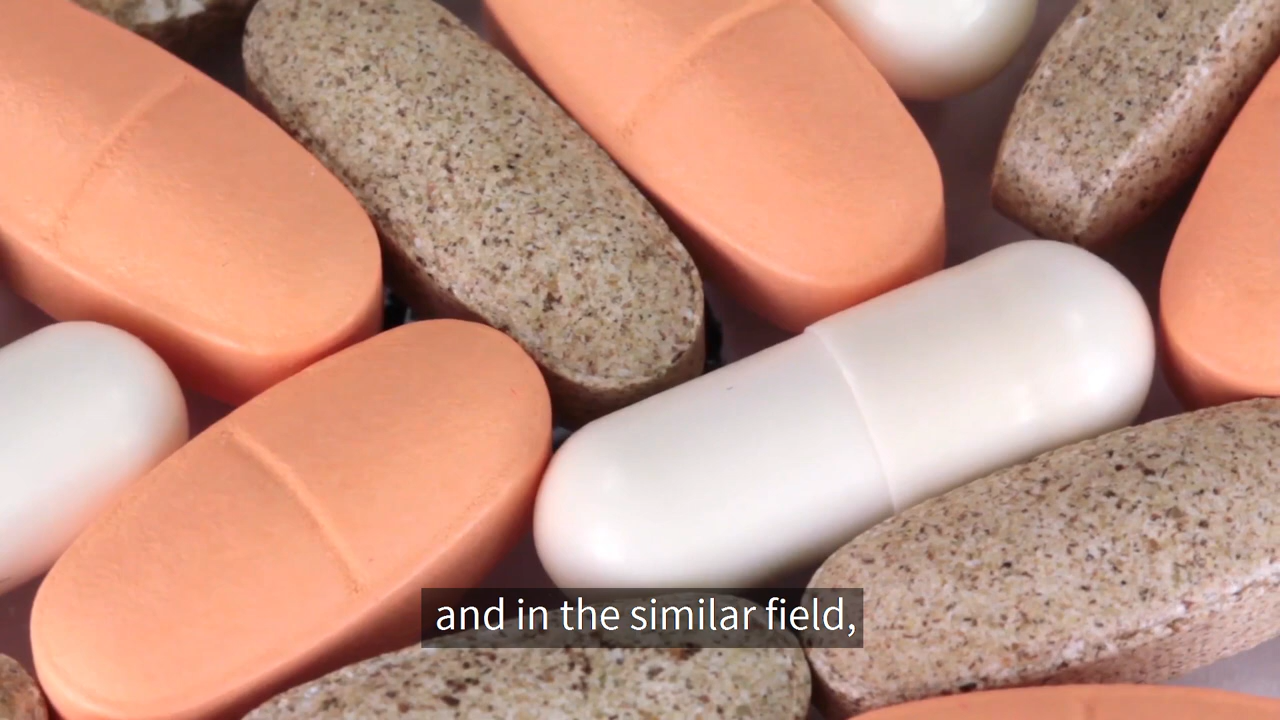 and in the similar field,